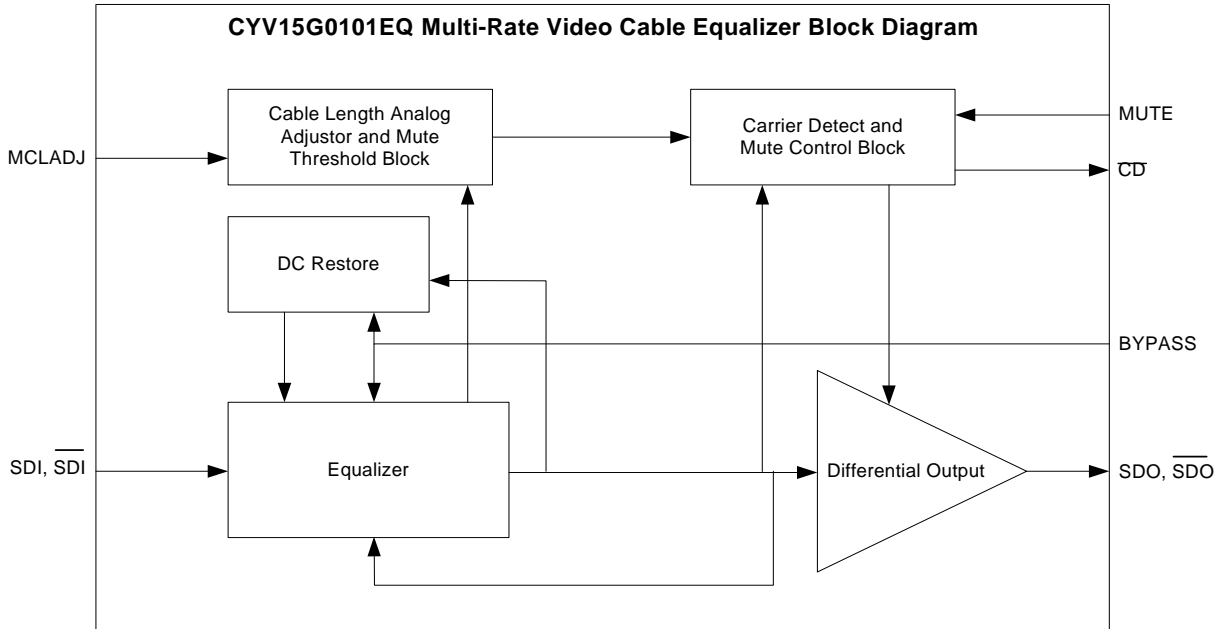 CYV15G0101EQ Multi-Rate Video Cable Equalizer Block Diagram
Cable Length Analog
Adjustor and Mute
Threshold Block
Carrier Detect and
Mute Control Block
MUTE
MCLADJ
CD
DC Restore
BYPASS
SDI, SDI
Equalizer
Differential Output
SDO, SDO